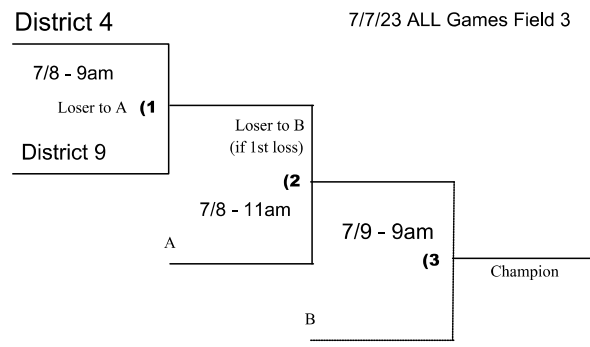 District 4
7/7/23 ALL Games Field 3
7/8 - 9am
Loser to A (1
District 9
Loser to B
(if 1st loss)
(2
7/8 - 11am
A
7/9 - 9am
(3
Champion
B